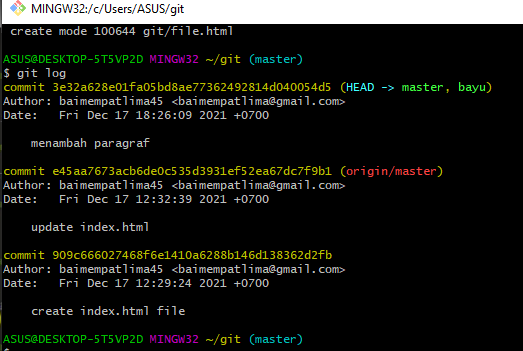 MINGW32:/c/Users/ASUS/git
create mode 100644 git/file.html
ASUS@DESKTOP-5T5VP2D MINGW32 ~/git (master)
$ git log
commit 3e32a628e01fa05bd8ae77362492814d040054d5 (HEAD -> master, bayu)
Author: baimempatlima45 <baimempatlima@gmail.com>
Date:   Fri Dec 17 18:26:09 2021 +0700
menambah paragraf
commit e45aa7673acb6de0c535d3931ef52ea67dc7f9b1 (origin/master)
Author: baimempatlima45 <baimempatlima@gmail.com>
Date:   Fri Dec 17 12:32:39 2021 +0700
update index.html
commit 909c666027468f6e1410a6288b146d138362d2fb
Author: baimempatlima45 <baimempatlima@gmail.com>
Date:   Fri Dec 17 12:29:24 2021 +0700
create index.html file
ASUS@DESKTOP-5T5VP2D MINGW32 ~/git (master)